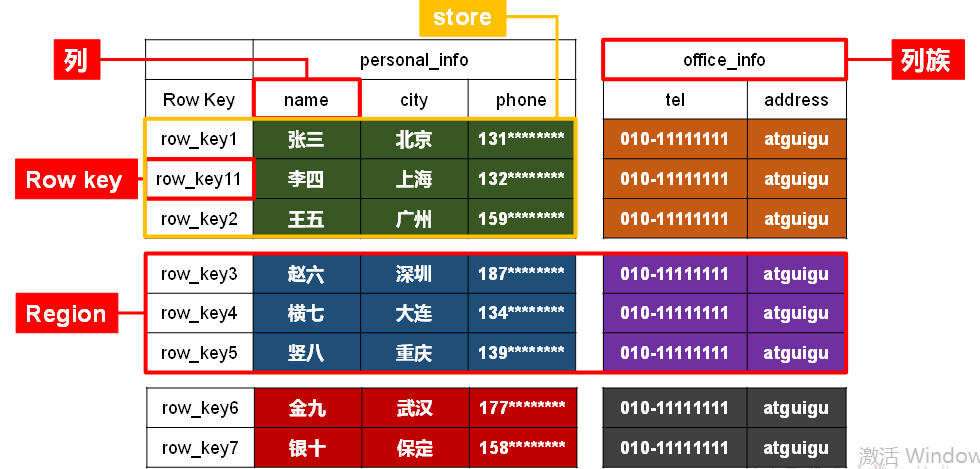 store
列
personal_info
office_info
列族
Row Key
name
city
phone
tel
address
row_key1
张三
北京
131********
010-11111111
atguigu
Row key
row_key11
李四
上海
132********
010-11111111
atguigu
row_key2
王五
广州
159********
010-11111111
atguigu
row_key3
赵六
深圳
187********
010-11111111
atguigu
Region
row_key4
横七
大连
134********
010-11111111
atguigu
row_key5
竖八
重庆
139********
010-11111111
atguigu
row_key6
金九
武汉
177********
010-11111111
atguigu
row_key7
银十
保定
158********
010-11111111
atguigu
激活 Window